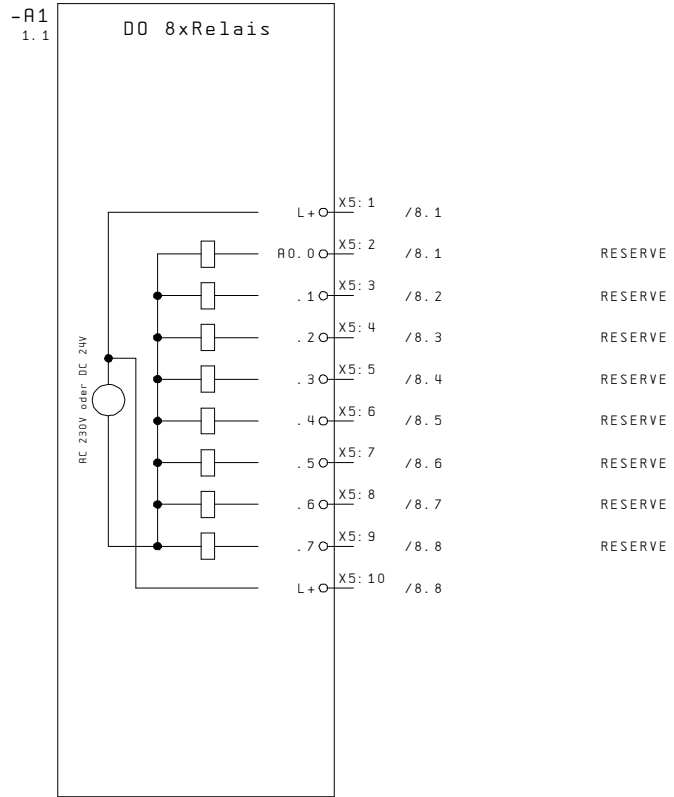 -A1
1.1
DO 8xRelais
L+ X5:1 /8.1
A0.0 X5:2 /8.1 RESERVE
.1 X5:3 /8.2 RESERVE
.2 X5:4 /8.3 RESERVE
.3 X5:5 /8.4 RESERVE
.4 X5:6 /8.5 RESERVE
.5 X5:7 /8.6 RESERVE
.6 X5:8 /8.7 RESERVE
.7 X5:9 /8.8 RESERVE
L+ X5:10 /8.8
AC 230V oder DC 24V